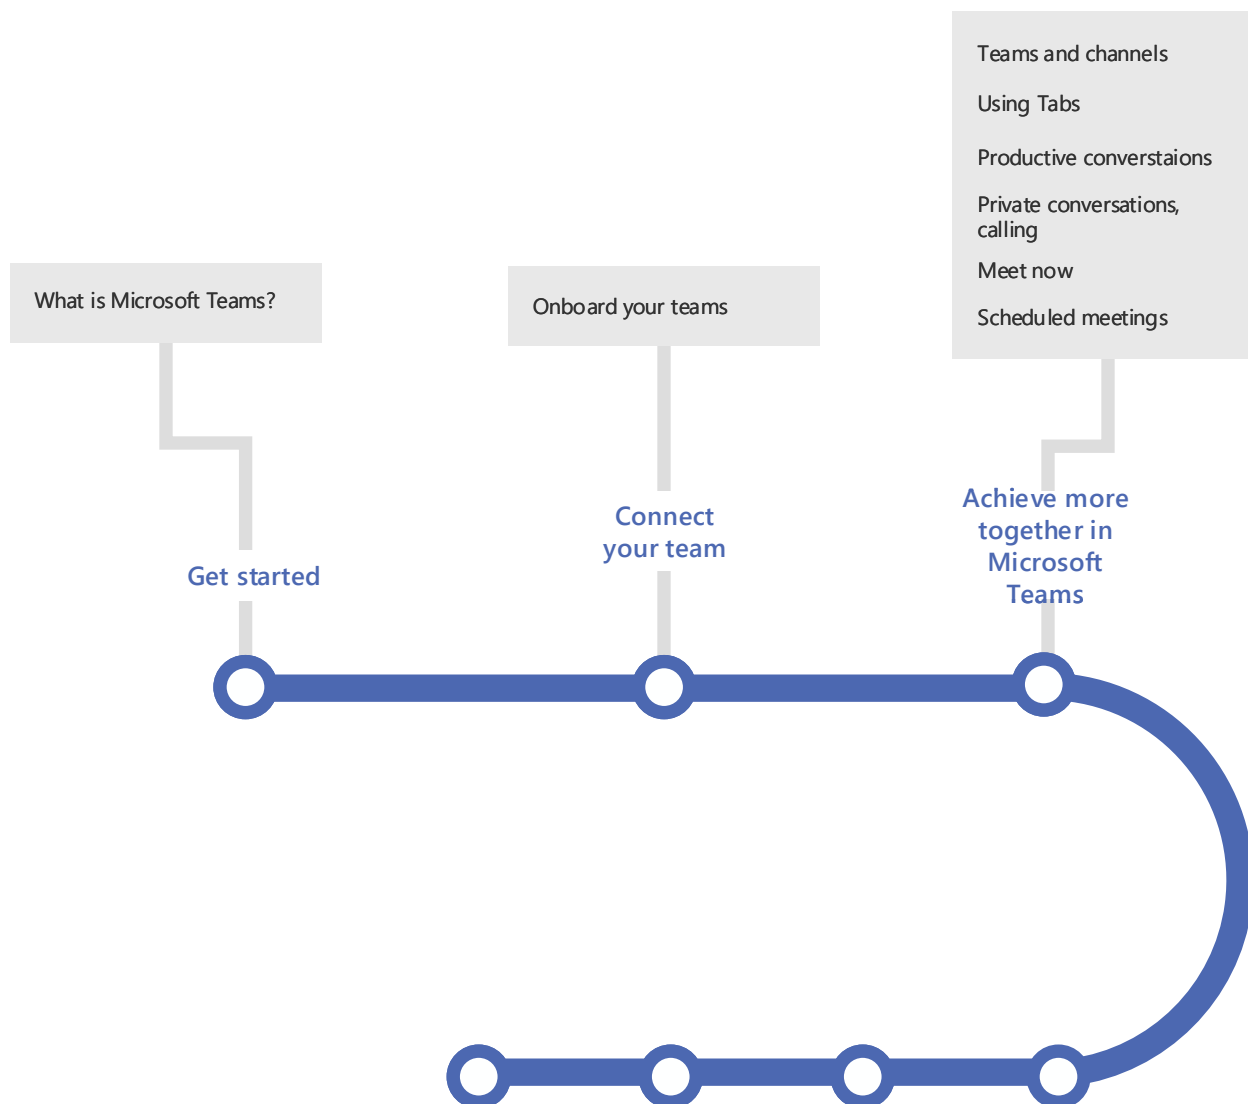 What is Microsoft Teams?
Get started
Onboard your teams
Connect
your team
Teams and channels
Using Tabs
Productive converstaions
Private conversations,
calling
Meet now
Scheduled meetings
Achieve more
together in
Microsoft
Teams